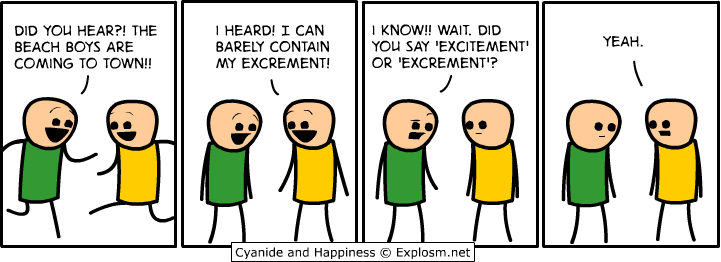 DID YOU HEAR?! THE
BEACH BOYS ARE
COMING TO TOWN!!
I HEARD! I CAN
BARELY CONTAIN
MY EXCREMENT!
I KNOW!! WAIT. DID
YOU SAY 'EXCITEMENT'
OR 'EXCREMENT'?
YEAH.
Cyanide and Happiness © Explosm.net